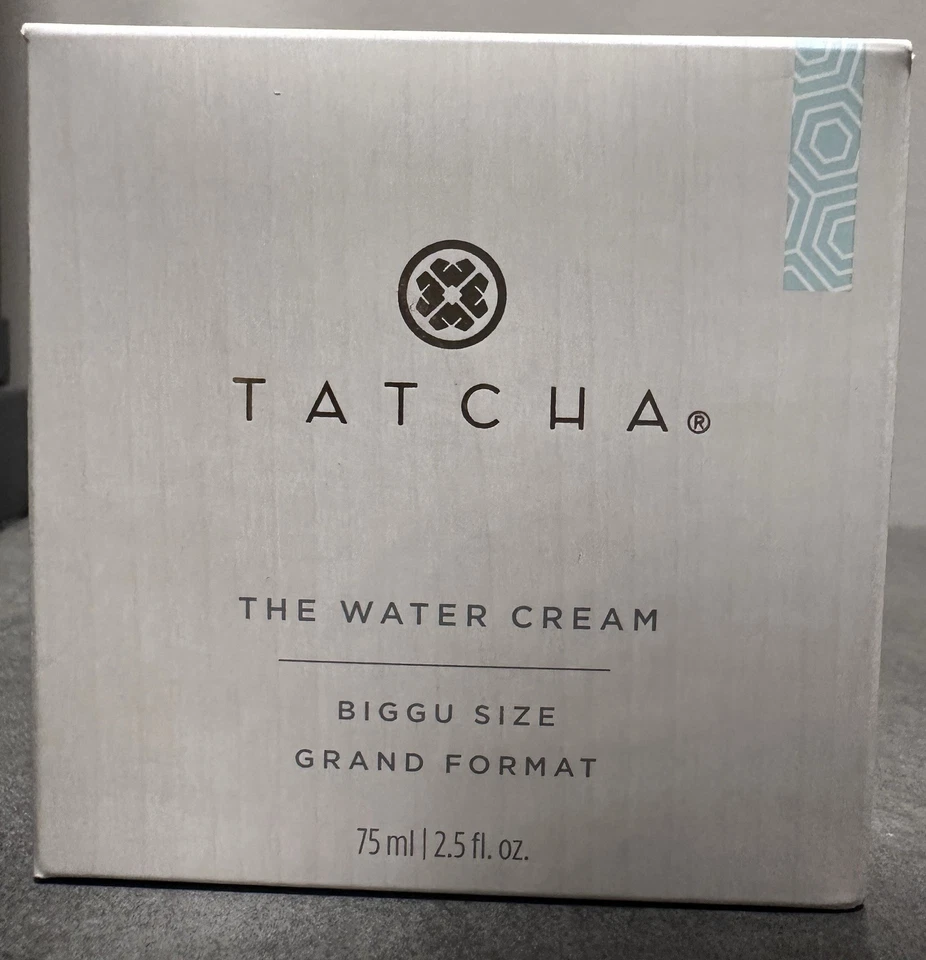 TATCHA®
THE WATER CREAM
BIGGU SIZE
GRAND FORMAT
75 ml | 2.5 fl. oz.